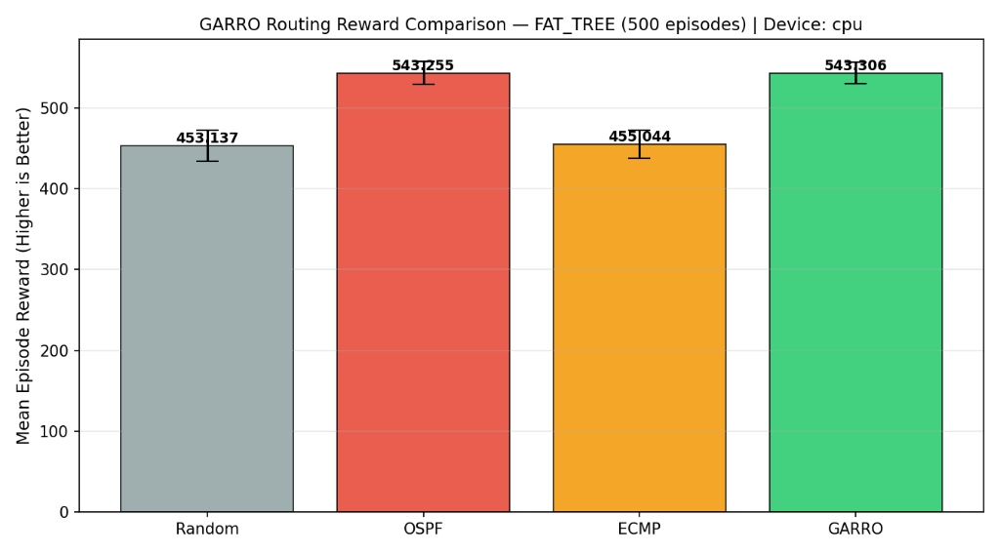 GARRO Routing Reward Comparison — FAT_TREE (500 episodes) | Device: cpu
Mean Episode Reward (Higher is Better)
500
400
300
200
100
0
453.137
543.255
455.044
543.306
Random
OSPF
ECMP
GARRO